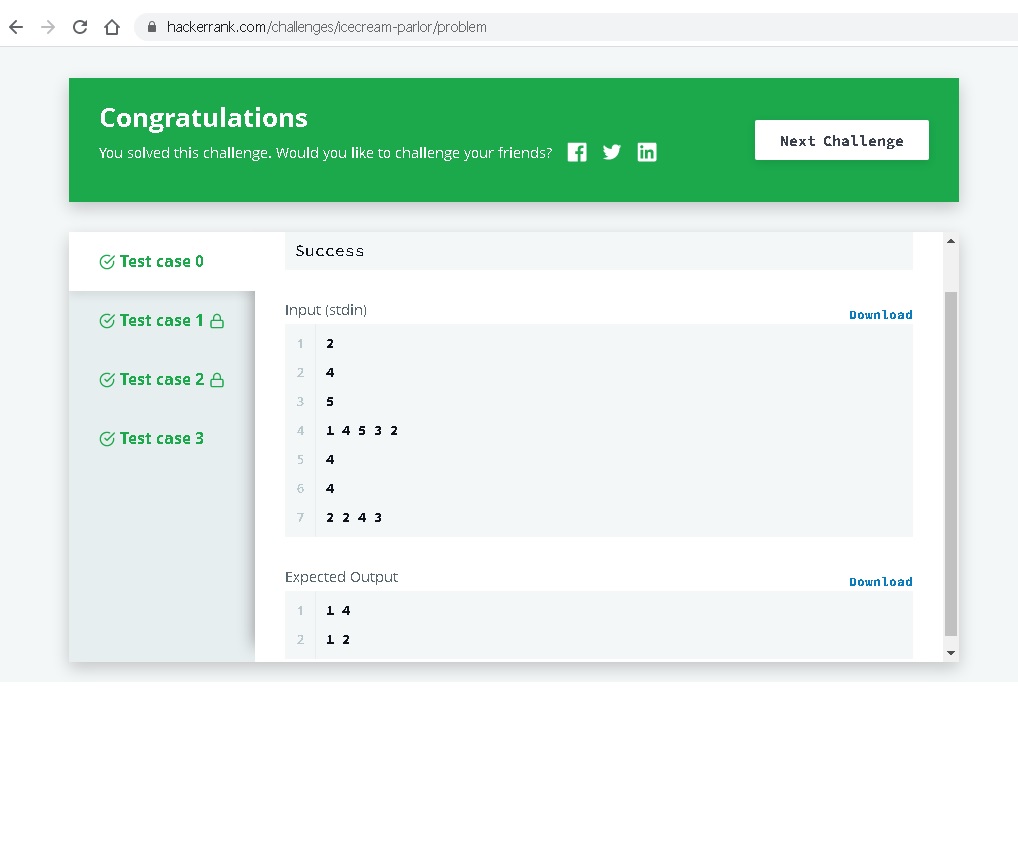 hackerrank.com/challenges/icecream-parlor/problem
Congratulations
You solved this challenge. Would you like to challenge your friends?
Next Challenge
Test case 0
Test case 1
Test case 2
Test case 3
Success
Input (stdin)
Download
1 2
2 4
3 5
4 1 4 5 3 2
5 4
6 4
7 2 2 4 3
Expected Output
Download
1 1 4
2 1 2